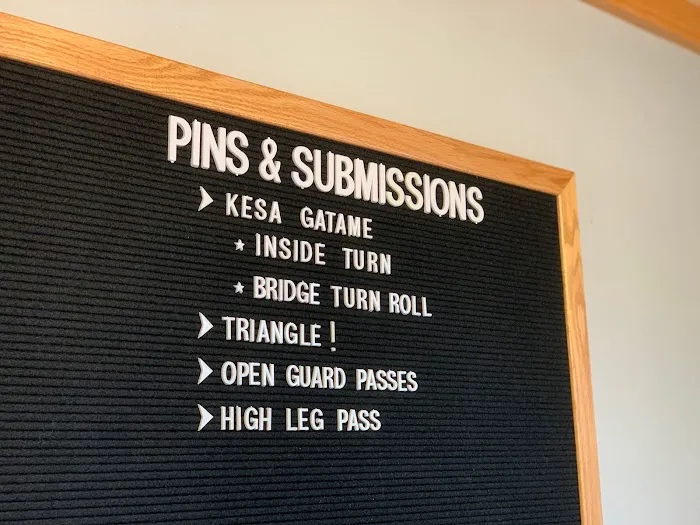 PINS & SUBMISSIONS
> KESA GATAME
* INSIDE TURN
* BRIDGE TURN ROLL
> TRIANGLE!
> OPEN GUARD PASSES
> HIGH LEG PASS